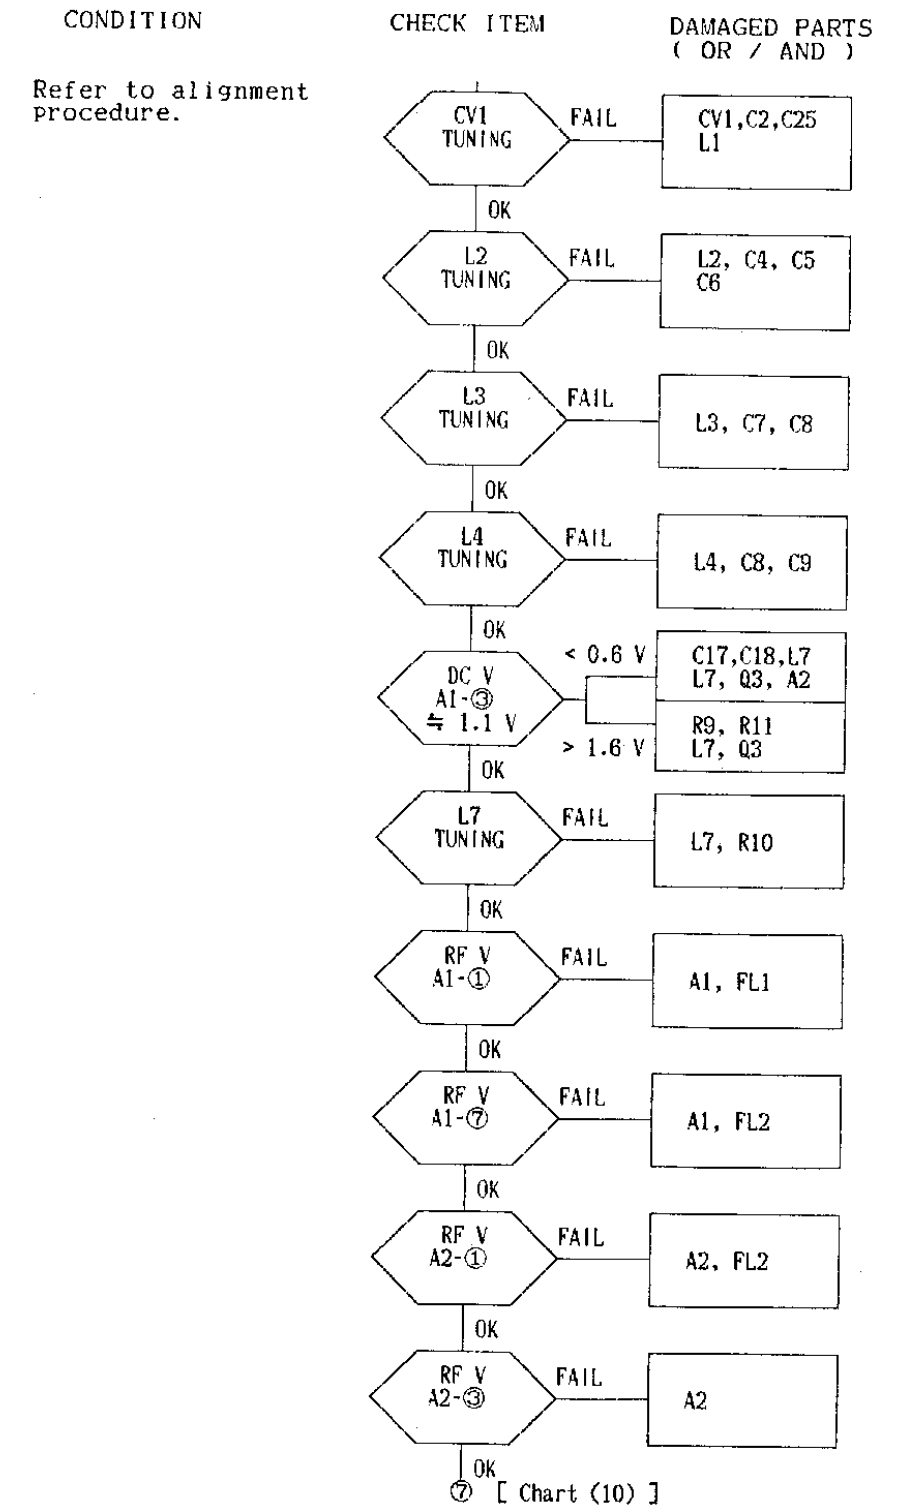 CONDITION
CHECK ITEM
DAMAGED PARTS
( OR / AND )
Refer to alignment
procedure.
CV1
TUNING
FAIL
CV1,C2,C25
L1
OK
L2
TUNING
FAIL
L2, C4, C5
C6
OK
L3
TUNING
FAIL
L3, C7, C8
OK
L4
TUNING
FAIL
L4, C8, C9
OK
DC V
A1-③
≒ 1.1 V
< 0.6 V
C17,C18,L7
L7, Q3, A2
> 1.6 V
R9, R11
L7, Q3
OK
L7
TUNING
FAIL
L7, R10
OK
RF V
A1-①
FAIL
A1, FL1
OK
RF V
A1-⑦
FAIL
A1, FL2
OK
RF V
A2-①
FAIL
A2, FL2
OK
RF V
A2-③
FAIL
A2
OK
⑦ [ Chart (10) ]